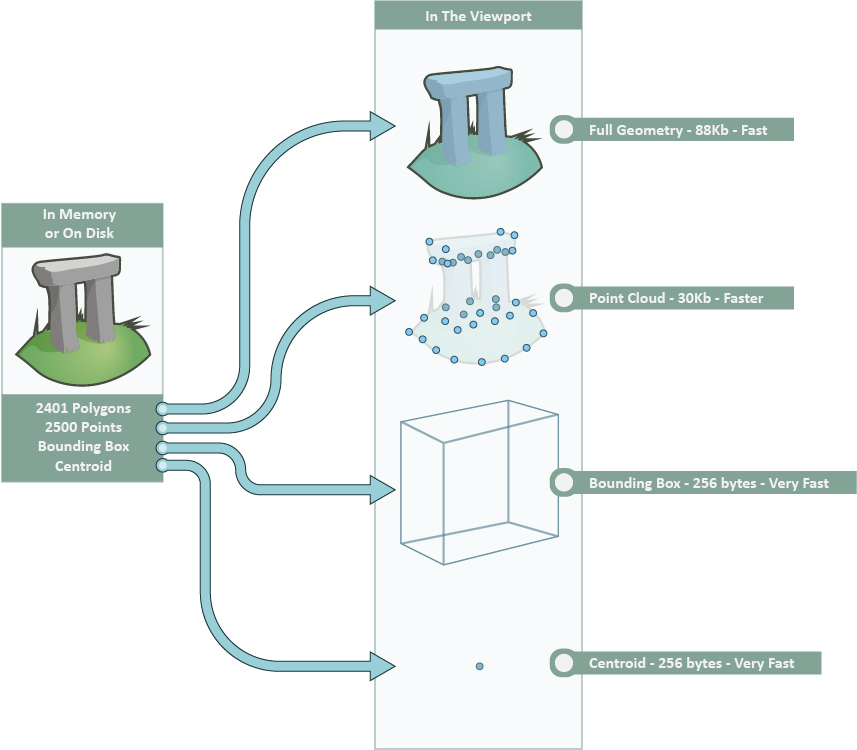 In The Viewport
Full Geometry - 88Kb - Fast
In Memory
or On Disk
Point Cloud - 30Kb - Faster
2401 Polygons
2500 Points
Bounding Box
Centroid
Bounding Box - 256 bytes - Very Fast
Centroid - 256 bytes - Very Fast